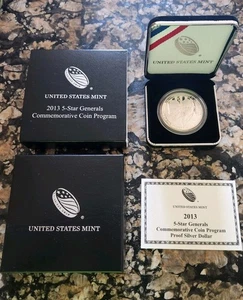 UNITED STATES MINT
2013 5-Star Generals
Commemorative Coin Program
UNITED STATES MINT
UNITED STATES MINT
2013
5-Star Generals
Commemorative Coin Program
Proof Silver Dollar